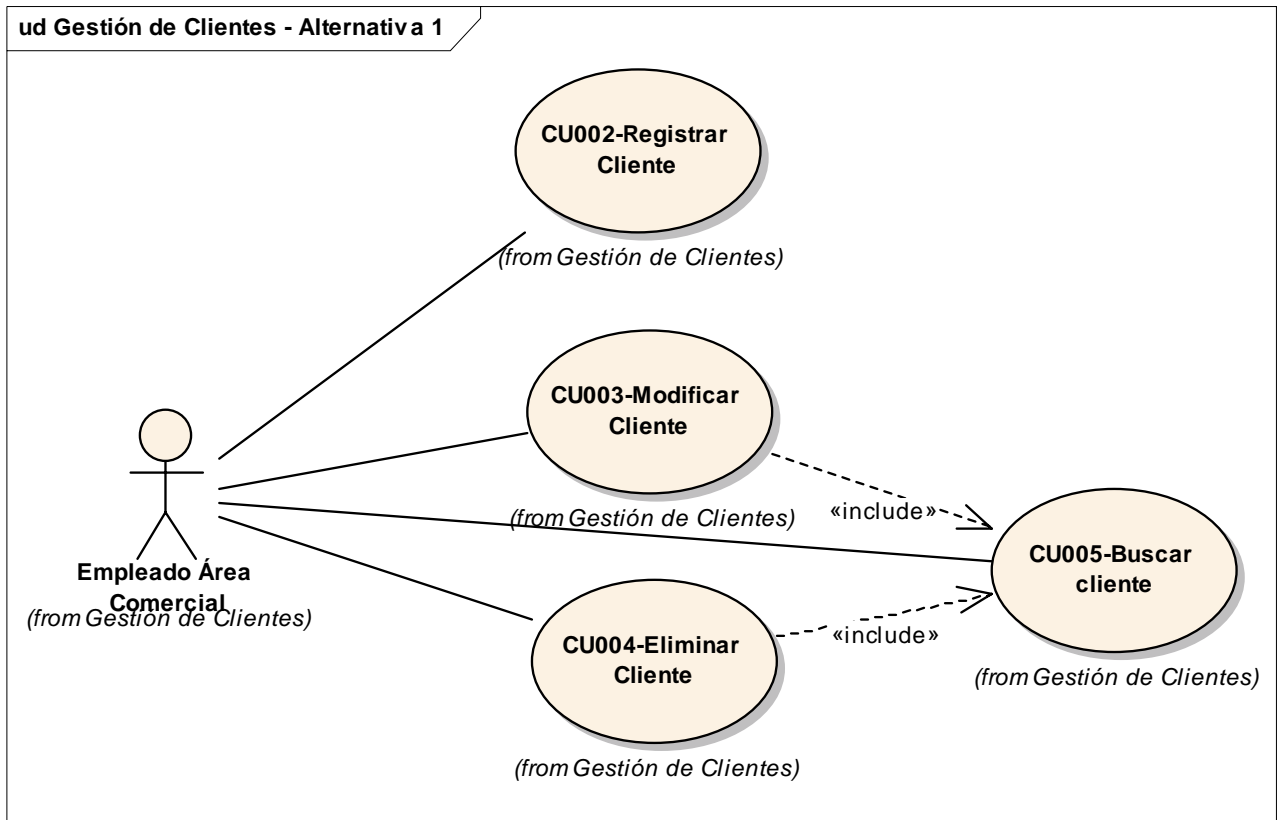 ud Gestión de Clientes - Alternativa 1
CU002-Registrar
Cliente
(from Gestión de Clientes)
CU003-Modificar
Cliente
(from Gestión de Clientes)
«include»
CU005-Buscar
cliente
(from Gestión de Clientes)
Empleado Área
Comercial
(from Gestión de Clientes)
CU004-Eliminar
Cliente
(from Gestión de Clientes)
«include»